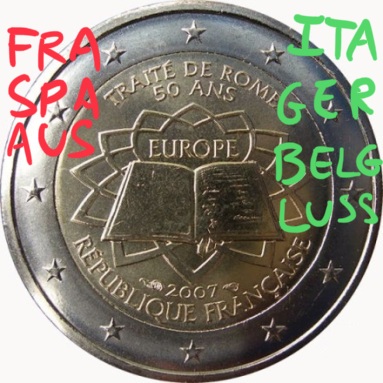 FRA
SPA
AUS
ITA
GER
BELG
LUSS
TRAITÉ DE ROME
50 ANS
EUROPE
2007
RÉPUBLIQUE FRANÇAISE